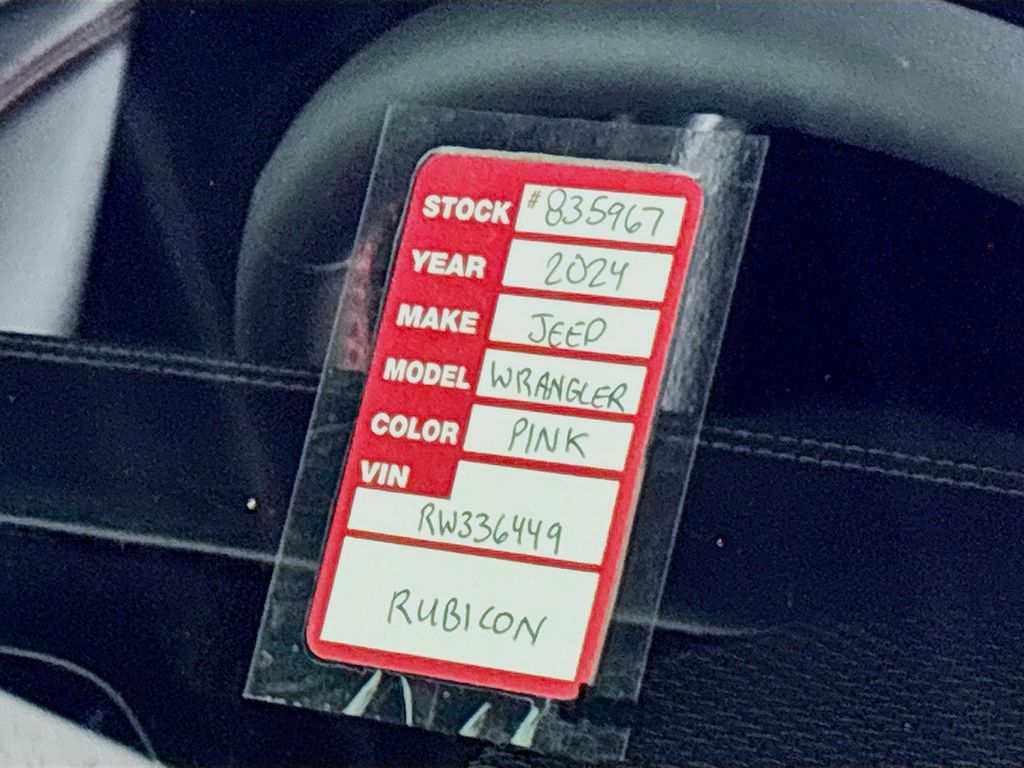 STOCK #835967
YEAR 2024
MAKE JEEP
MODEL WRANGLER
COLOR PINK
VIN
RW336449
RUBICON